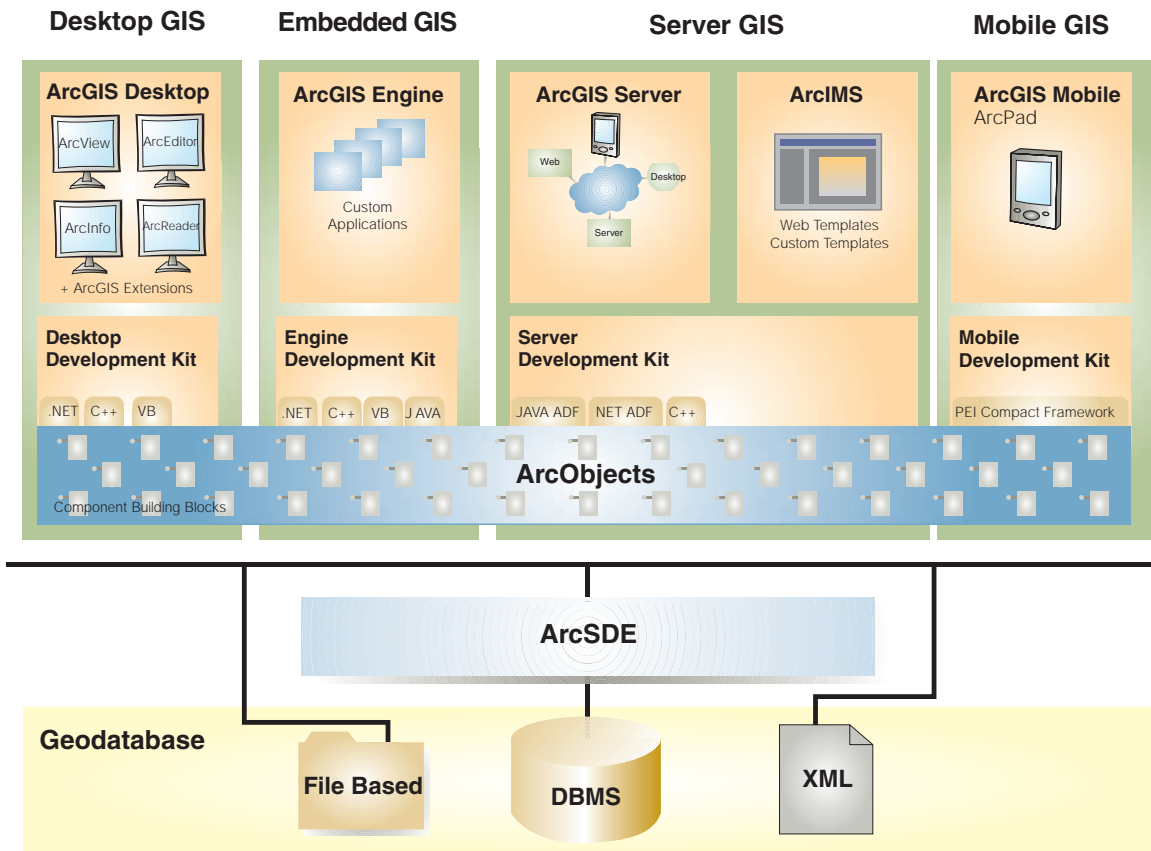 Desktop GIS
Embedded GIS
Server GIS
Mobile GIS
ArcGIS Desktop
ArcView
ArcEditor
ArcInfo
ArcReader
+ ArcGIS Extensions
ArcGIS Engine
Custom
Applications
ArcGIS Server
Web
Desktop
Server
ArcIMS
Web Templates
Custom Templates
ArcGIS Mobile
ArcPad
Desktop
Development Kit
.NET
C++
VB
Engine
Development Kit
.NET
C++
VB
J AVA
Server
Development Kit
JAVA ADF
.NET ADF
C++
Mobile
Development Kit
PEI Compact Framework
ArcObjects
Component Building Blocks
ArcSDE
Geodatabase
File Based
DBMS
XML